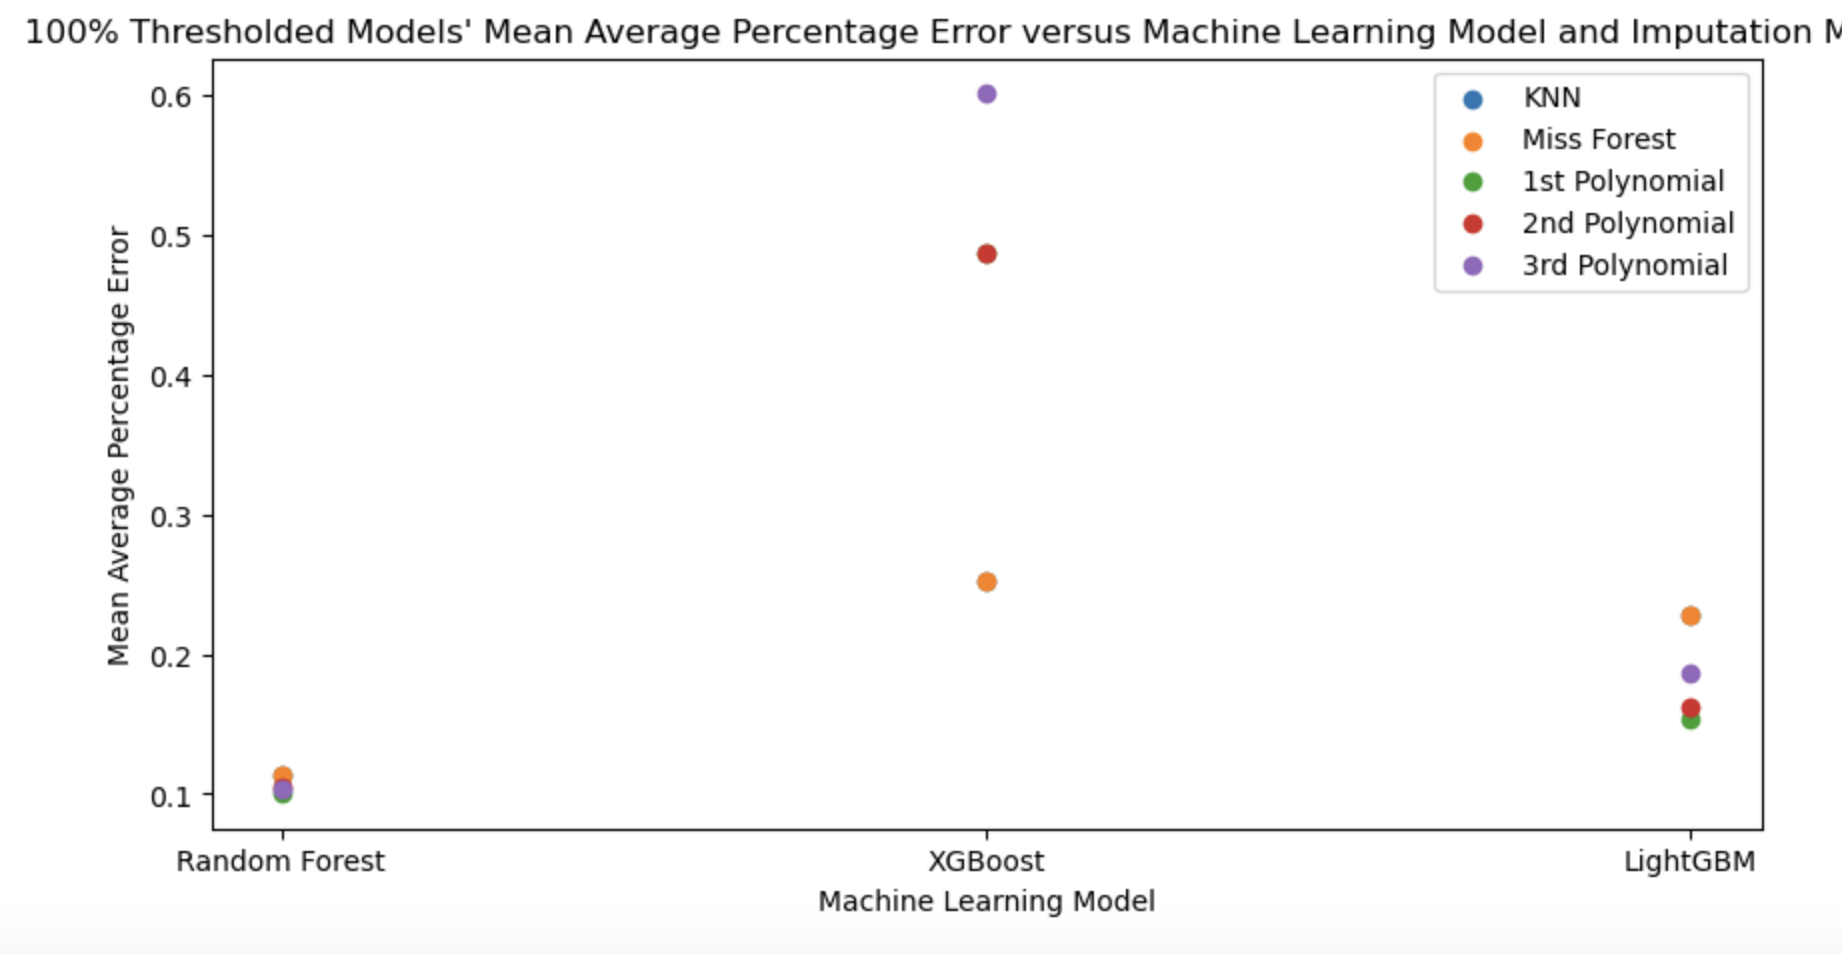 100% Thresholded Models' Mean Average Percentage Error versus Machine Learning Model and Imputation
0.6
0.5
0.4
0.3
0.2
0.1
Mean Average Percentage Error
KNN
Miss Forest
1st Polynomial
2nd Polynomial
3rd Polynomial
Random Forest
XGBoost
LightGBM
Machine Learning Model